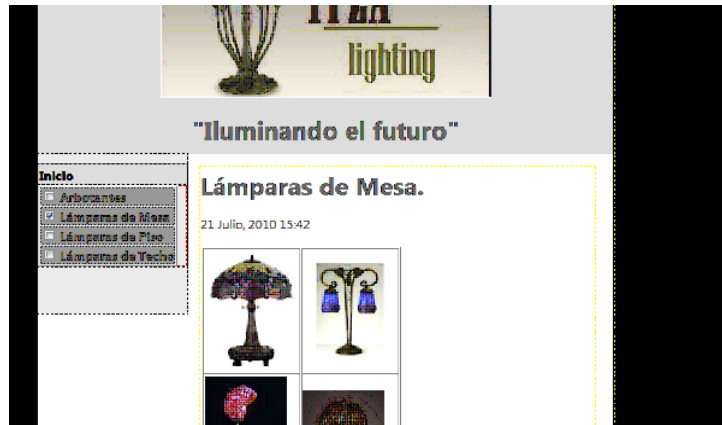 lighting
"Iluminando el futuro"
Inicio
Arbotantes
Lámparas de Mesa
Lámparas de Piso
Lámparas de Techo
Lámparas de Mesa.
21 Julio, 2010 15:42